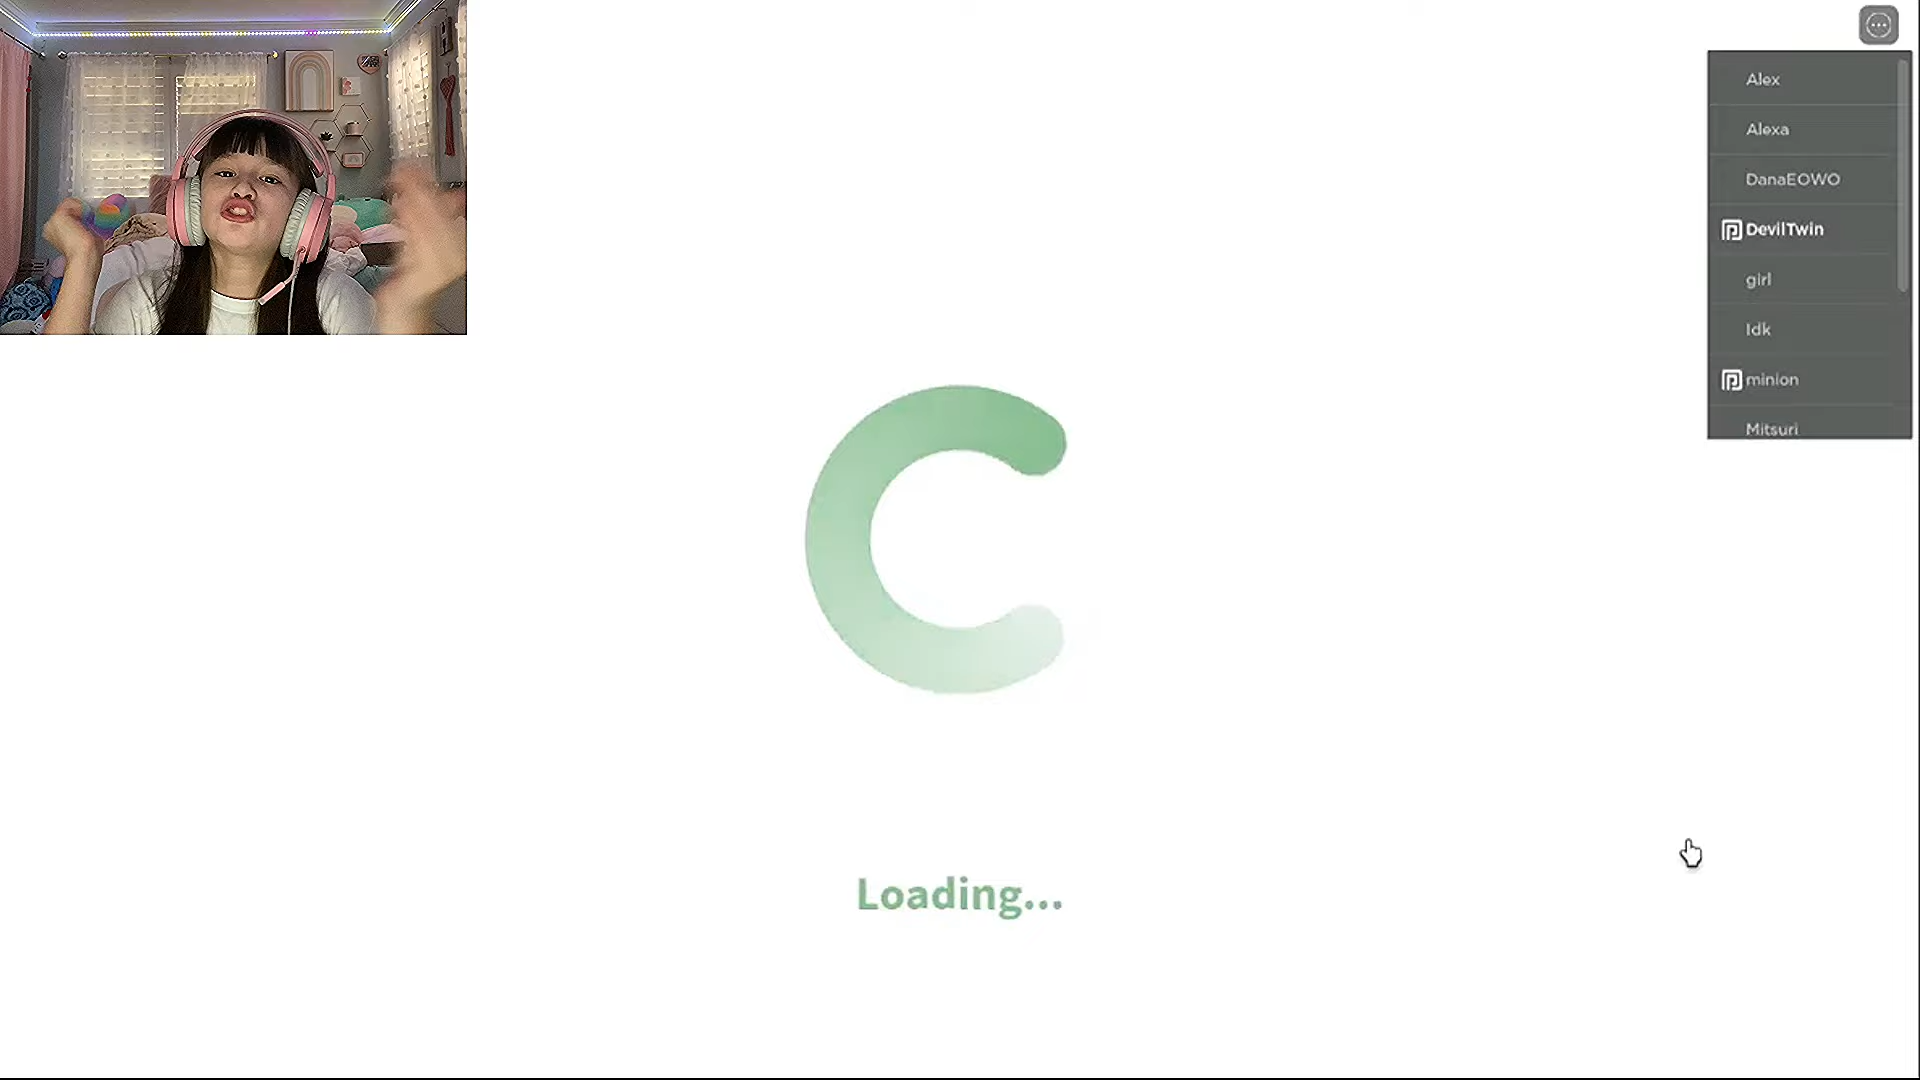 Alex
Alexa
DanaEOWO
DevilTwin
girl
Idk
minion
Mitsuri
Loading...